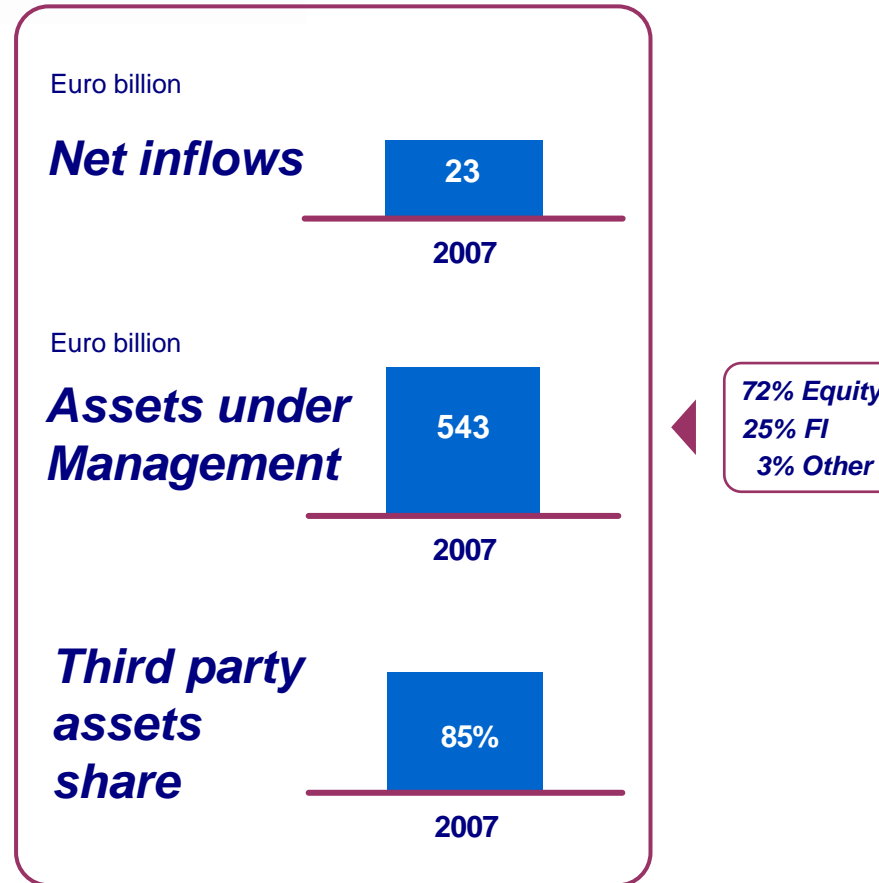 Euro billion
Net inflows
23
2007
Euro billion
Assets under
Management
543
2007
72% Equity
25% FI
3% Other
Third party
assets
share
85%
2007